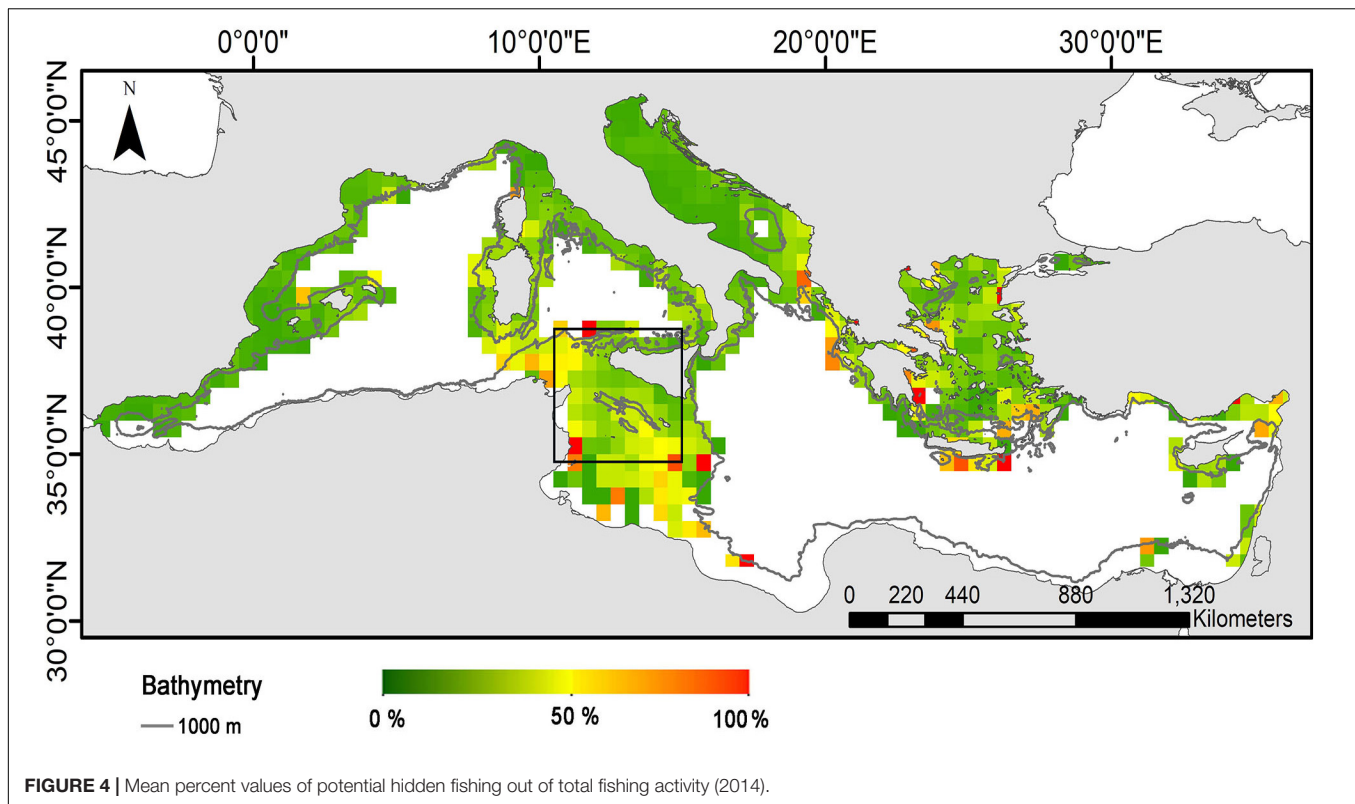 0°0'0" 10°0'0"E 20°0'0"E 30°0'0"E
N
45°0'0"N
40°0'0"N
35°0'0"N
30°0'0"N
0 220 440 880 1,320
Kilometers
Bathymetry
1000 m
0 % 50 % 100 %
FIGURE 4 | Mean percent values of potential hidden fishing out of total fishing activity (2014).